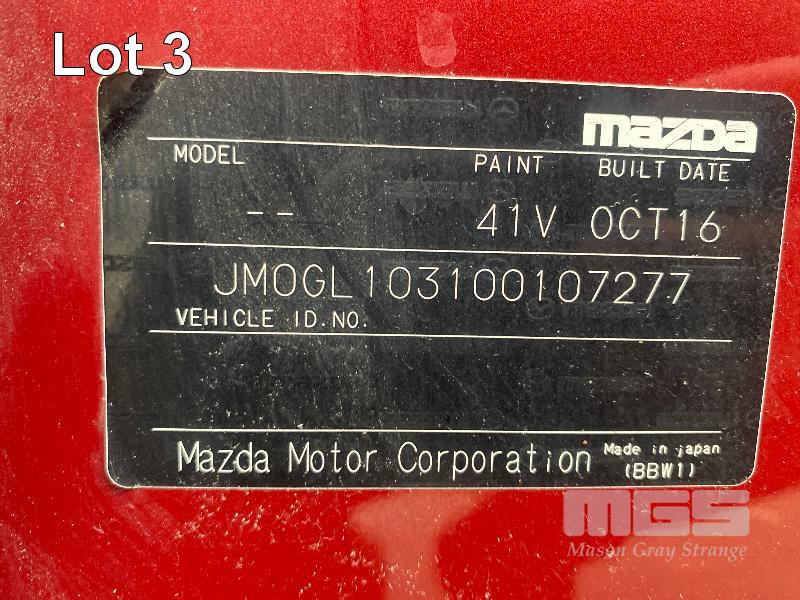 Lot 3
mazda
MODEL PAINT BUILT DATE
-- 41V OCT16
JM0GL103100107277
VEHICLE ID.NO.
Mazda Motor Corporation Made in japan
(BBW1)
MGS
Mason Gray Strange